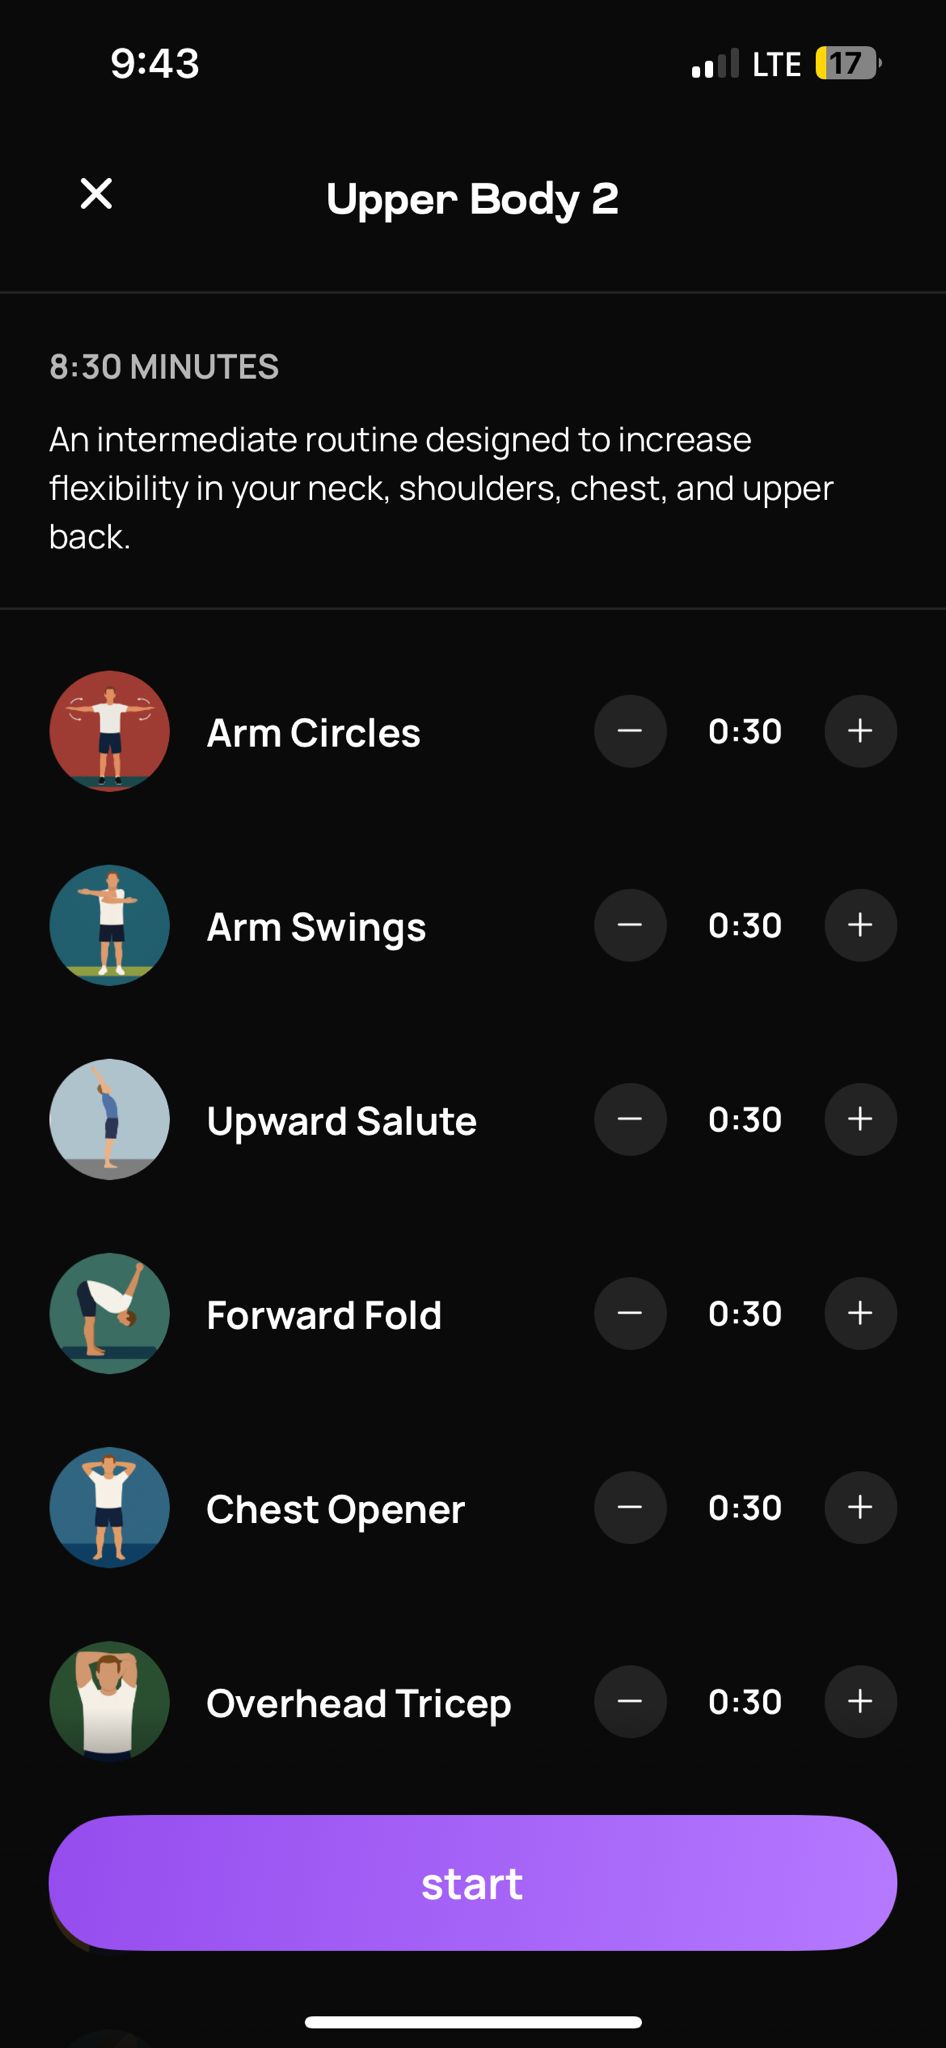 9:43
LTE 17
Upper Body 2
8:30 MINUTES
An intermediate routine designed to increase
flexibility in your neck, shoulders, chest, and upper
back.
Arm Circles − 0:30 +
Arm Swings − 0:30 +
Upward Salute − 0:30 +
Forward Fold − 0:30 +
Chest Opener − 0:30 +
Overhead Tricep − 0:30 +
start